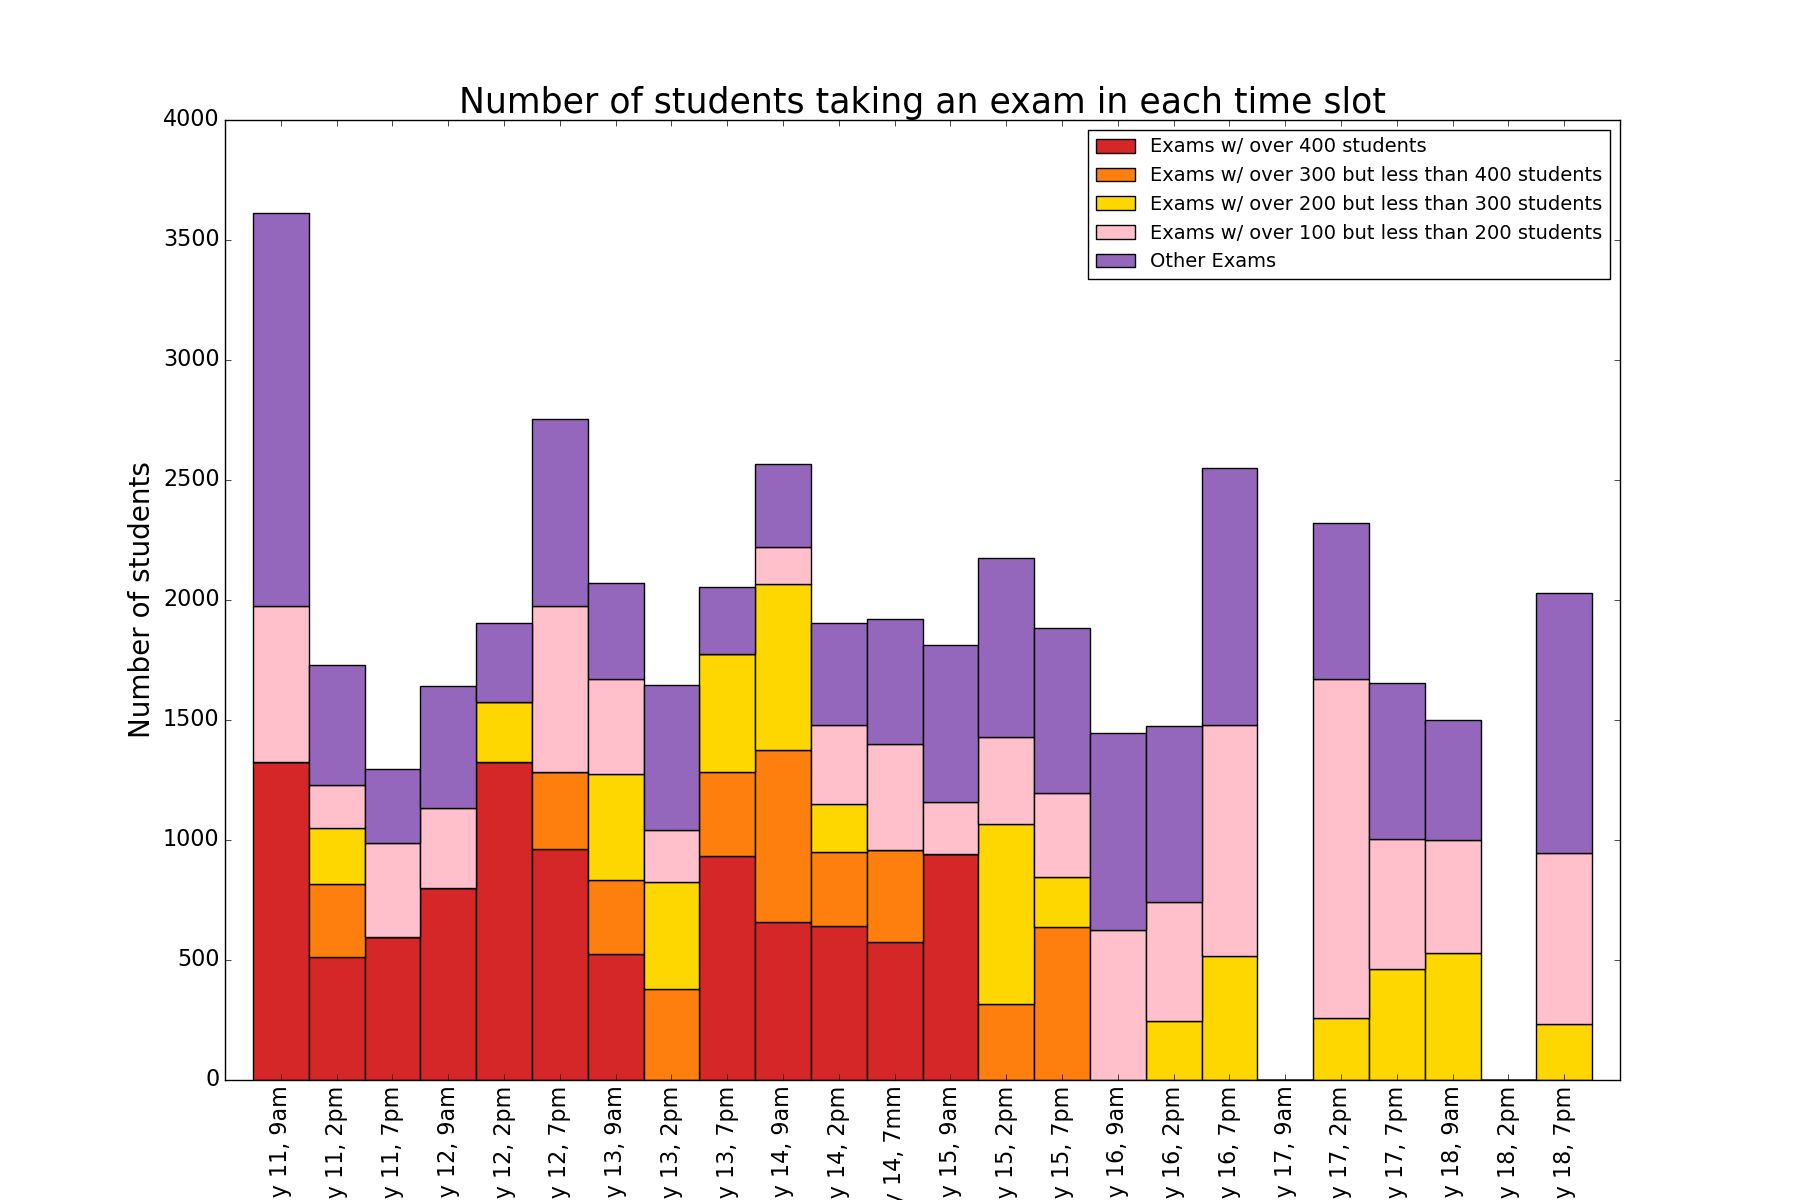 Number of students taking an exam in each time slot
Exams w/ over 400 students
Exams w/ over 300 but less than 400 students
Exams w/ over 200 but less than 300 students
Exams w/ over 100 but less than 200 students
Other Exams
Number of students
4000
3500
3000
2500
2000
1500
1000
500
0
y 11, 9am
y 11, 2pm
y 11, 7pm
y 12, 9am
y 12, 2pm
y 12, 7pm
y 13, 9am
y 13, 2pm
y 13, 7pm
y 14, 9am
y 14, 2pm
y 14, 7mm
y 15, 9am
y 15, 2pm
y 15, 7pm
y 16, 9am
y 16, 2pm
y 16, 7pm
y 17, 9am
y 17, 2pm
y 17, 7pm
y 18, 9am
y 18, 2pm
y 18, 7pm